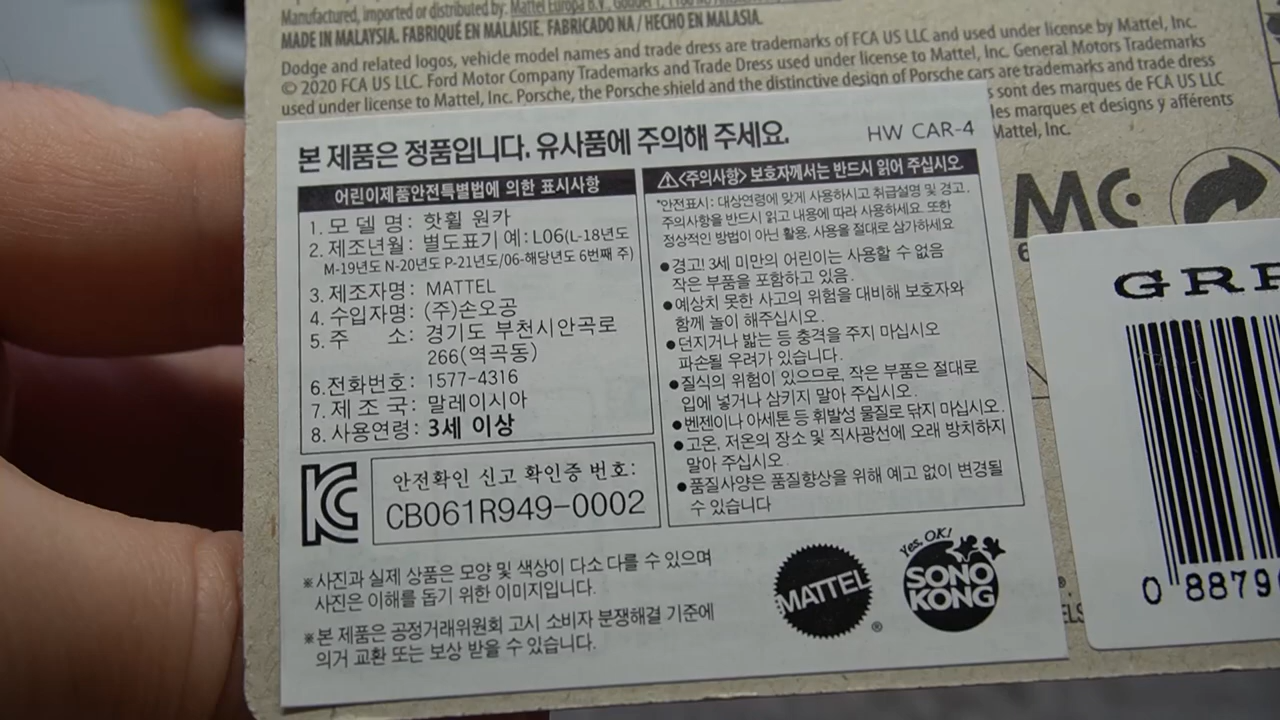 Manufactured, imported or distributed by: Mattel Europa B.V., Gondel 1,
MADE IN MALAYSIA. FABRIQUÉ EN MALAISIE. FABRICADO NA / HECHO EN MALASIA.
Dodge and related logos, vehicle model names and trade dress are trademarks of FCA US LLC and used under license by Mattel, Inc.
© 2020 FCA US LLC. Ford Motor Company Trademarks and Trade Dress used under license to Mattel, Inc. General Motors Trademarks
used under license to Mattel, Inc. Porsche, the Porsche shield and the distinctive design of Porsche cars are trademarks and trade dress
sont des marques de FCA US LLC
les marques et designs y afférents
Mattel, Inc.
본 제품은 정품입니다. 유사품에 주의해 주세요.
HW CAR-4
어린이제품안전특별법에 의한 표시사항
1. 모 델 명: 핫휠 원카
2. 제조년월: 별도표기 예: L06(L-18년도
M-19년도 N-20년도 P-21년도/06-해당년도 6번째 주)
3. 제조자명: MATTEL
4. 수입자명: (주)손오공
5. 주 소: 경기도 부천시안곡로
266(역곡동)
6.전화번호: 1577-4316
7. 제 조 국: 말레이시아
8. 사용연령: 3세 이상
안전확인 신고 확인증 번호:
CB061R949-0002
⚠<주의사항> 보호자께서는 반드시 읽어 주십시오.
*안전표시: 대상연령에 맞게 사용하시고 취급설명 및 경고.
주의사항을 반드시 읽고 내용에 따라 사용하세요. 또한
정상적인 방법이 아닌 활용, 사용을 절대로 삼가하세요
●경고! 3세 미만의 어린이는 사용할 수 없음
작은 부품을 포함하고 있음.
●예상치 못한 사고의 위험을 대비해 보호자와
함께 놀이 해주십시오.
●던지거나 밟는 등 충격을 주지 마십시오
파손될 우려가 있습니다.
●질식의 위험이 있으므로, 작은 부품은 절대로
입에 넣거나 삼키지 말아 주십시오.
●벤젠이나 아세톤 등 휘발성 물질로 닦지 마십시오.
●고온, 저온의 장소 및 직사광선에 오래 방치하지
말아 주십시오.
●품질사양은 품질향상을 위해 예고 없이 변경될
수 있습니다
※사진과 실제 상품은 모양 및 색상이 다소 다를 수 있으며
사진은 이해를 돕기 위한 이미지입니다.
※본 제품은 공정거래위원회 고시 소비자 분쟁해결 기준에
의거 교환 또는 보상 받을 수 있습니다.
MATTEL
®
Yes, OK!
SONO
KONG
MC
0 8879